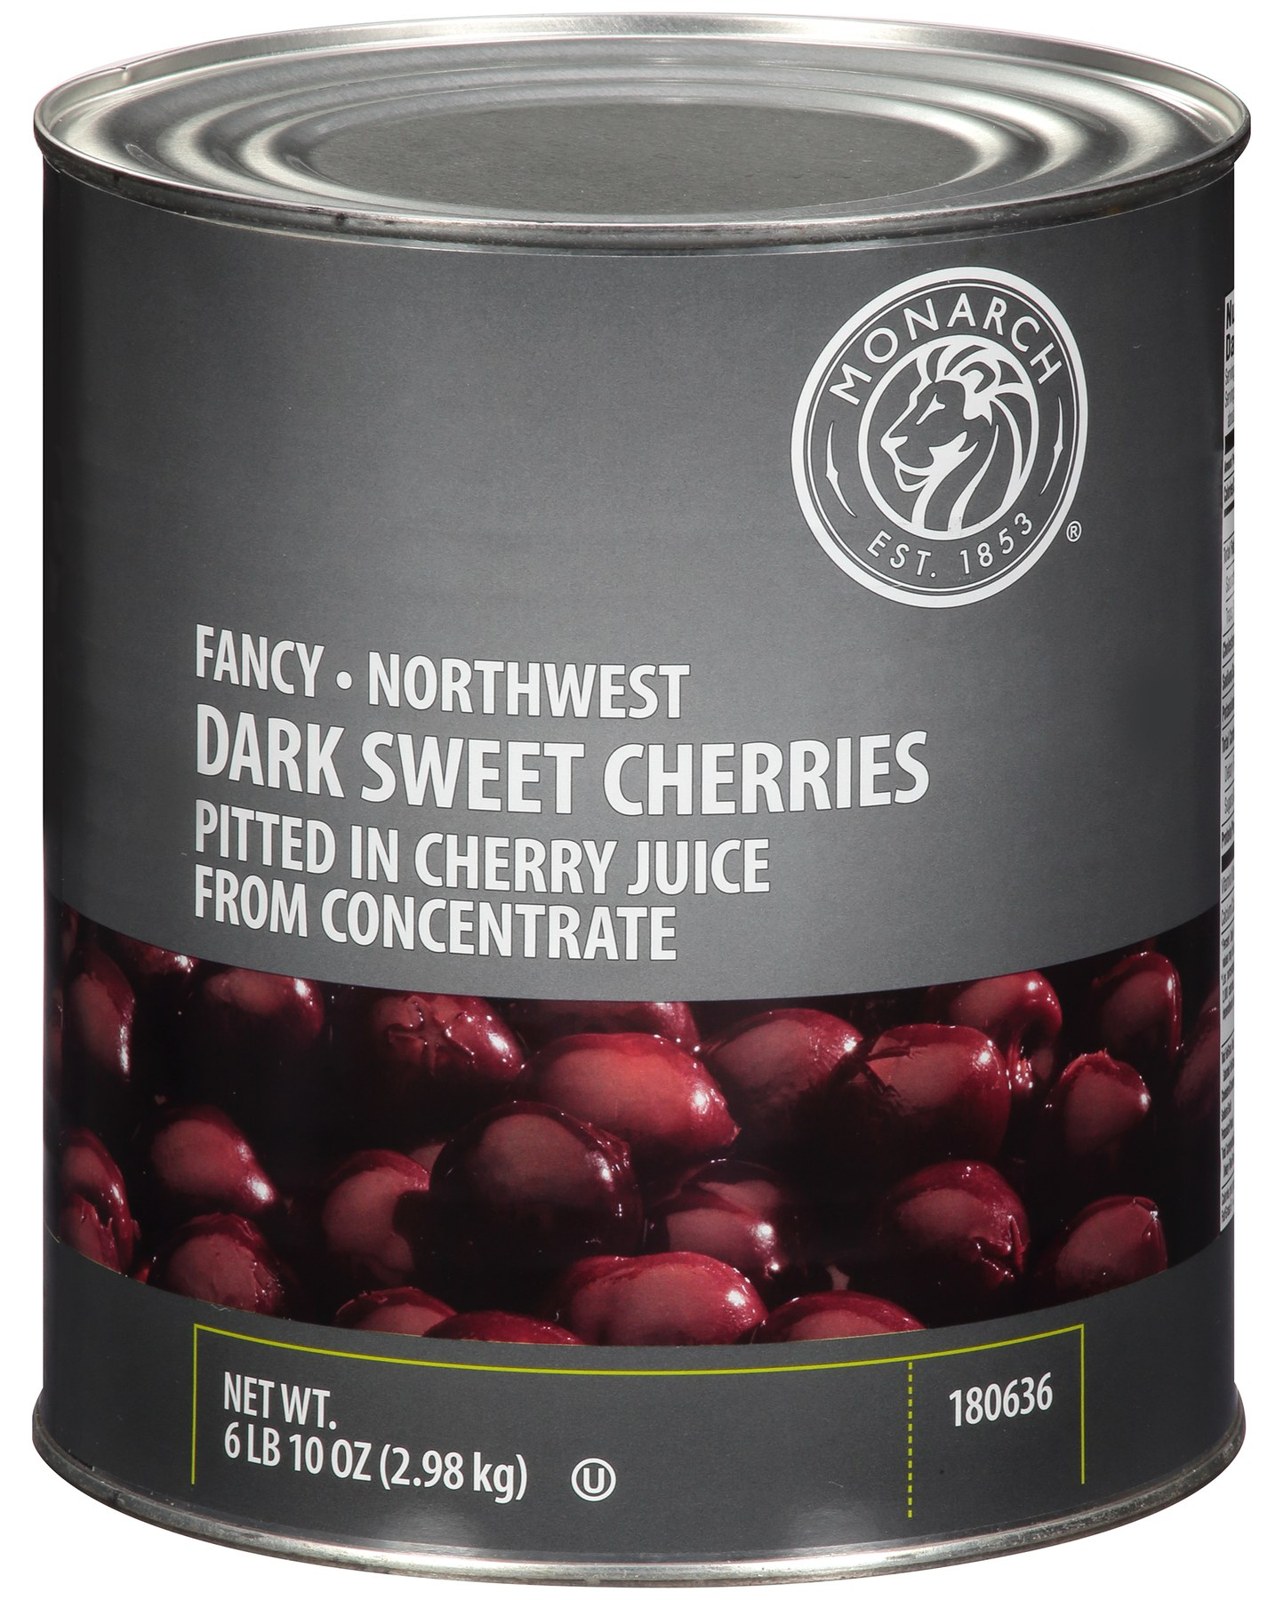 MONARCH
EST. 1853
®
FANCY • NORTHWEST
DARK SWEET CHERRIES
PITTED IN CHERRY JUICE
FROM CONCENTRATE
NET WT.
6 LB 10 OZ (2.98 kg)
U
180636